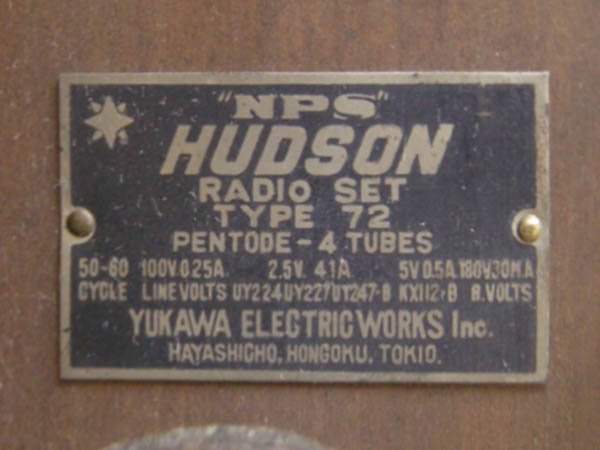 "NPS"
HUDSON
RADIO SET
TYPE 72
PENTODE-4 TUBES
50-60 100V.0.25A. 2.5V. 4.1A. 5V 0.5A.180V.30M.A
CYCLE LINE VOLTS UY224 UY227 UY247-B KX112-B B.VOLTS
YUKAWA ELECTRIC WORKS Inc.
HAYASHICHO, HONGOKU, TOKIO.